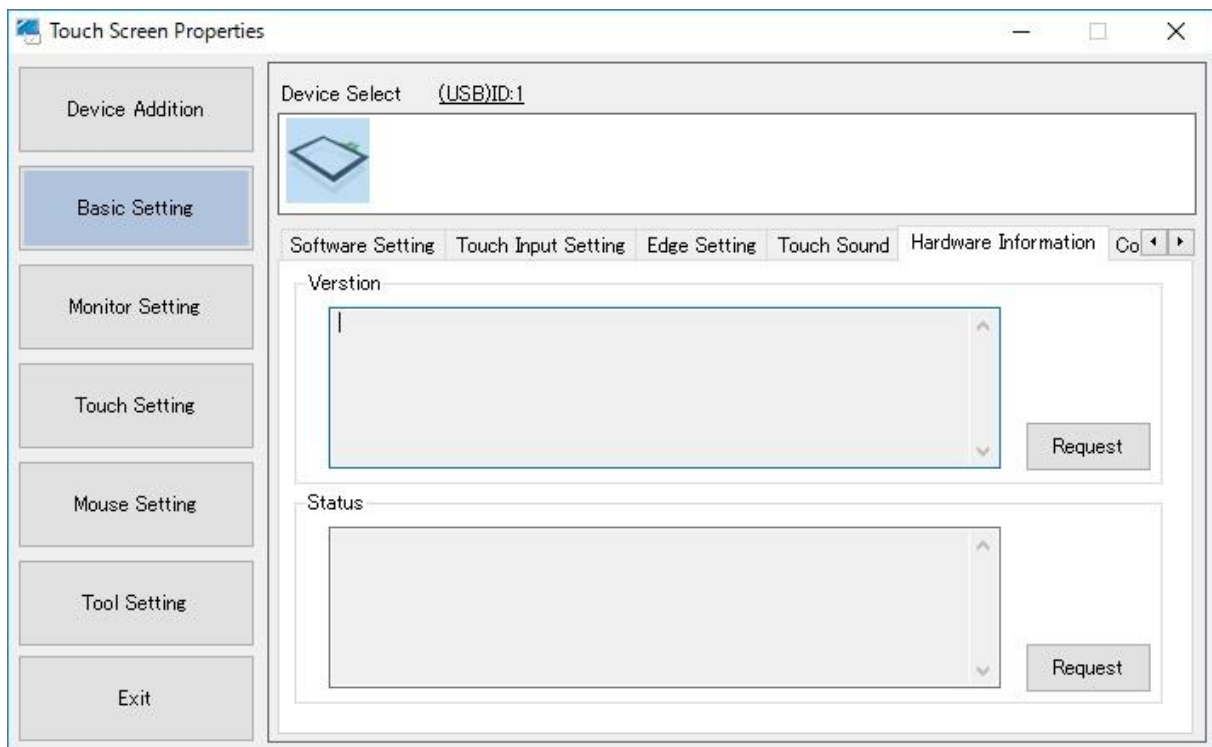 Touch Screen Properties
Device Addition
Basic Setting
Monitor Setting
Touch Setting
Mouse Setting
Tool Setting
Exit
Device Select (USB)ID:1
Software Setting Touch Input Setting Edge Setting Touch Sound Hardware Information Co
Verstion
Request
Status
Request